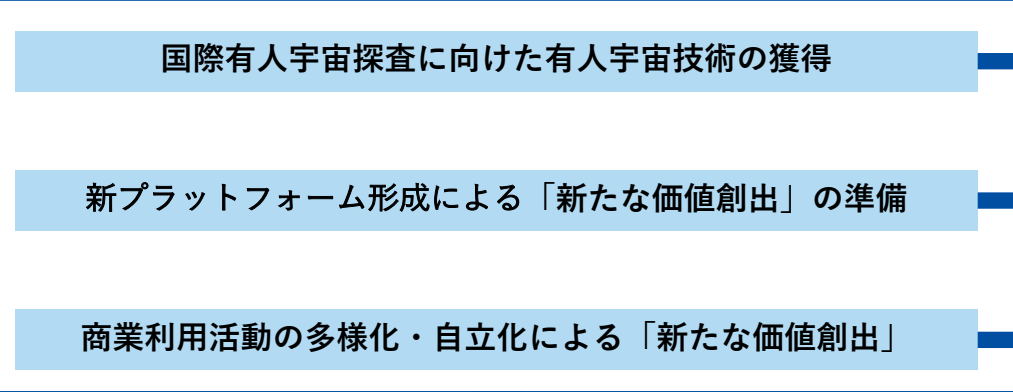 国際有人宇宙探査に向けた有人宇宙技術の獲得
新プラットフォーム形成による「新たな価値創出」の準備
商業利用活動の多様化・自立化による「新たな価値創出」